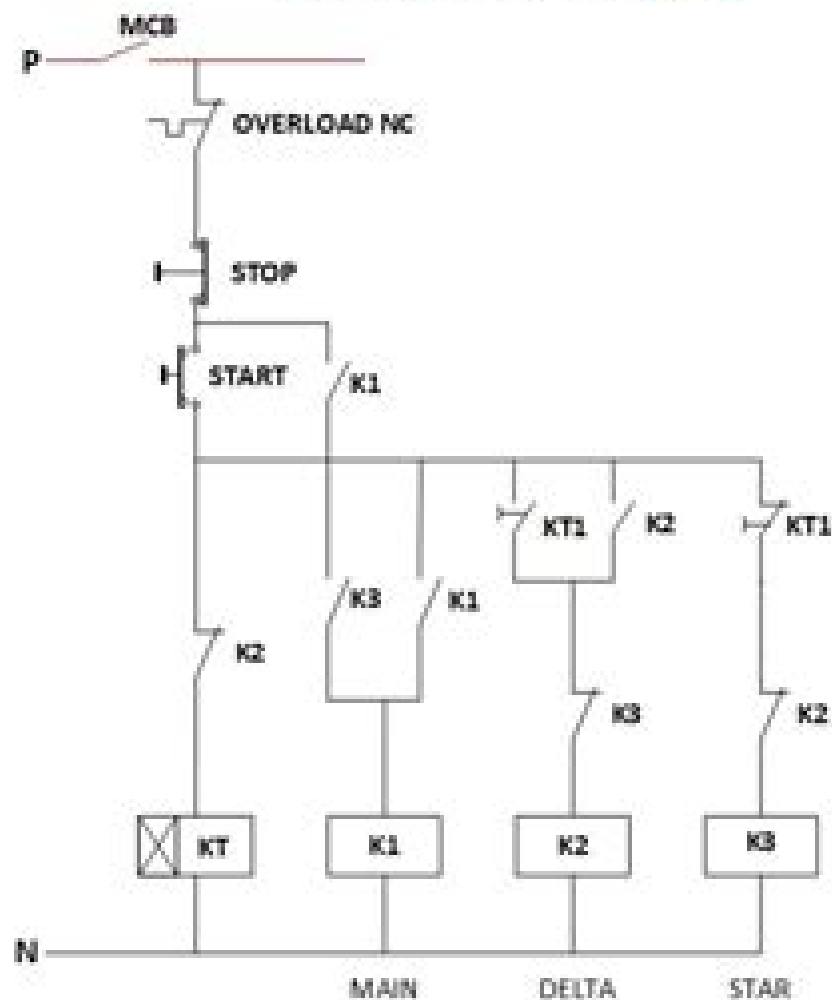 MCB
P
OVERLOAD NC
STOP
START
K1
KT1
K2
KT1
K3
K1
K2
K3
K2
KT
K1
K2
K3
N
MAIN
DELTA
STAR